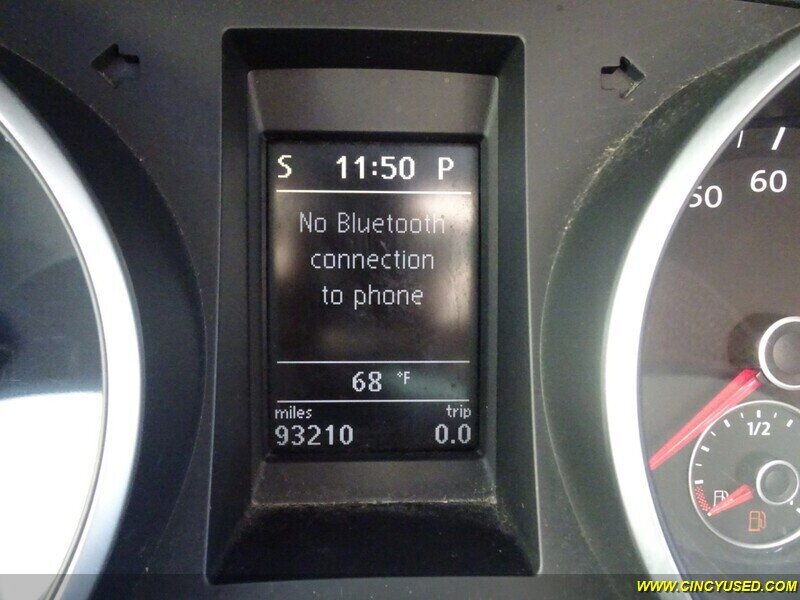 S 11:50 P
No Bluetooth
connection
to phone
68 °F
miles trip
93210 0.0
50 60
1/2
WWW.CINCYUSED.COM